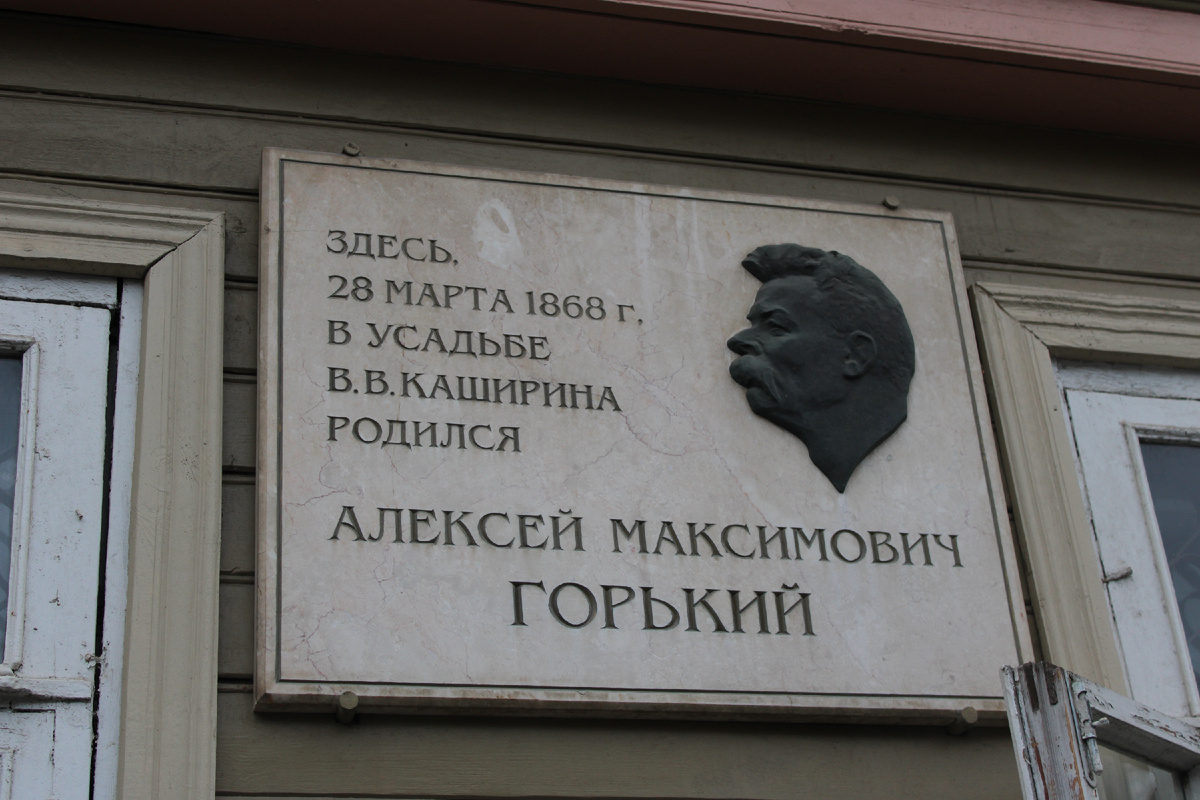 ЗДЕСЬ,
28 МАРТА 1868 г.
В УСАДЬБЕ
В.В.КАШИРИНА
РОДИЛСЯ
АЛЕКСЕЙ МАКСИМОВИЧ
ГОРЬКИЙ